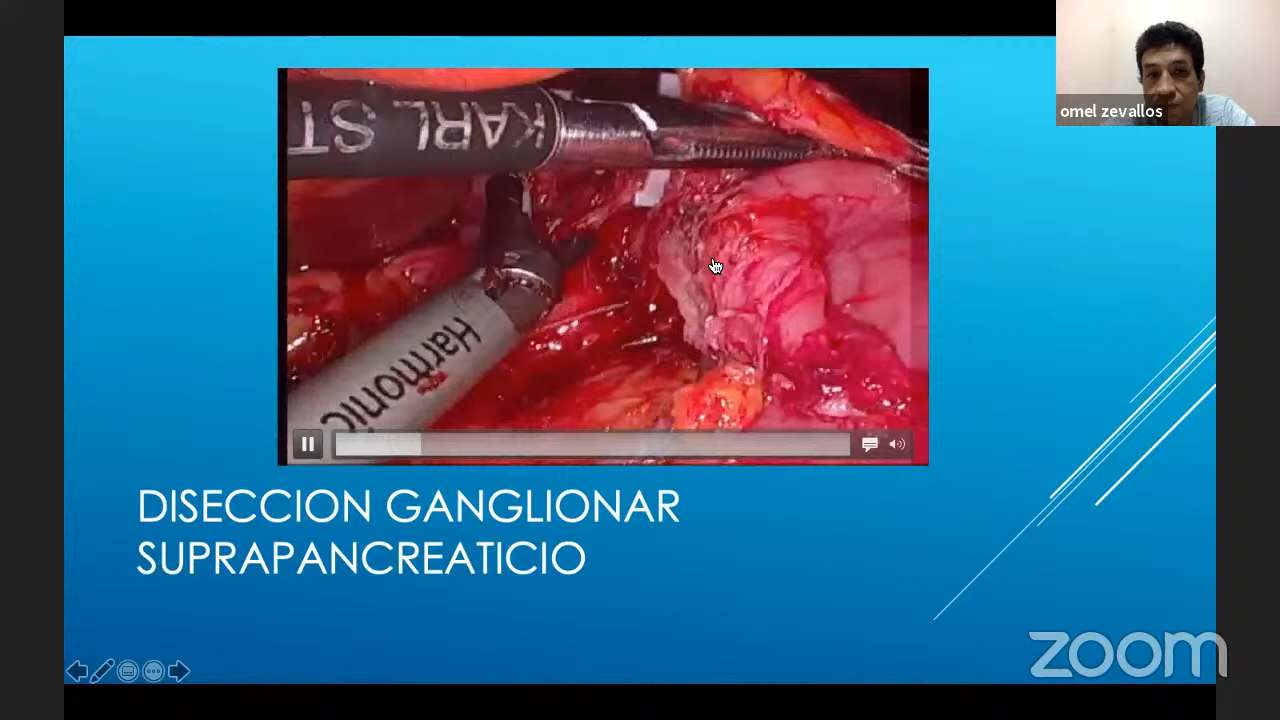 omel zevallos
KARL ST
Harmonic
DISECCION GANGLIONAR
SUPRAPANCREATICIO
zoom